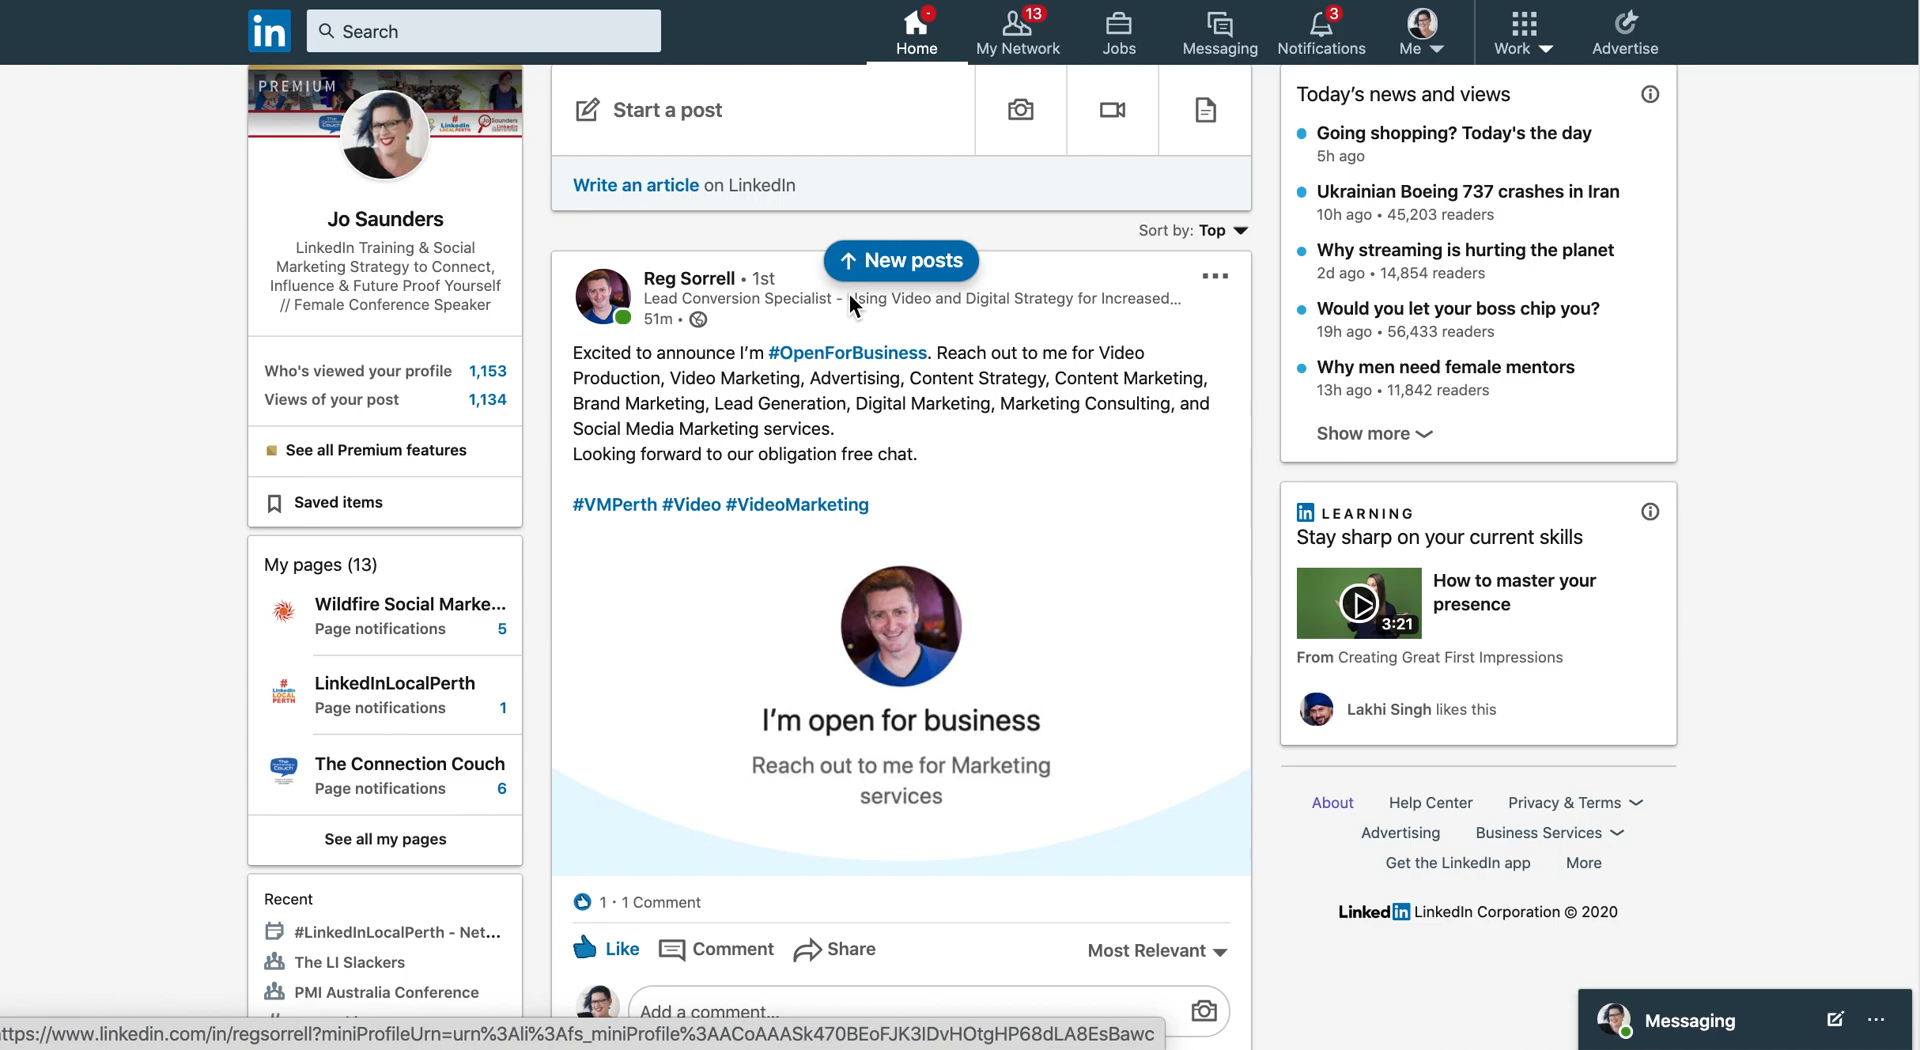 in
Search
-
Home
13
My Network
Jobs
Messaging
3
Notifications
Me
Work
Advertise
PREMIUM
Jo Saunders
LinkedIn Training & Social
Marketing Strategy to Connect,
Influence & Future Proof Yourself
// Female Conference Speaker
Who's viewed your profile 1,153
Views of your post 1,134
See all Premium features
Saved items
My pages (13)
Wildfire Social Marke...
Page notifications 5
LinkedInLocalPerth
Page notifications 1
The Connection Couch
Page notifications 6
See all my pages
Recent
#LinkedInLocalPerth - Net...
The LI Slackers
PMI Australia Conference
Start a post
Write an article on LinkedIn
Sort by: Top
↑ New posts
Reg Sorrell • 1st
Lead Conversion Specialist - Using Video and Digital Strategy for Increased...
51m •
Excited to announce I'm #OpenForBusiness. Reach out to me for Video
Production, Video Marketing, Advertising, Content Strategy, Content Marketing,
Brand Marketing, Lead Generation, Digital Marketing, Marketing Consulting, and
Social Media Marketing services.
Looking forward to our obligation free chat.
#VMPerth #Video #VideoMarketing
I'm open for business
Reach out to me for Marketing
services
1 · 1 Comment
Like
Comment
Share
Most Relevant
Add a comment...
Today's news and views
Going shopping? Today's the day
5h ago
Ukrainian Boeing 737 crashes in Iran
10h ago • 45,203 readers
Why streaming is hurting the planet
2d ago • 14,854 readers
Would you let your boss chip you?
19h ago • 56,433 readers
Why men need female mentors
13h ago • 11,842 readers
Show more
in LEARNING
Stay sharp on your current skills
How to master your
presence
3:21
From Creating Great First Impressions
Lakhi Singh likes this
About Help Center Privacy & Terms
Advertising Business Services
Get the LinkedIn app More
Linkedin LinkedIn Corporation © 2020
Messaging
ttps://www.linkedin.com/in/regsorrell?miniProfileUrn=urn%3Ali%3Afs_miniProfile%3AACoAAASk470BEoFJK3IDvHOtgHP68dLA8EsBawc